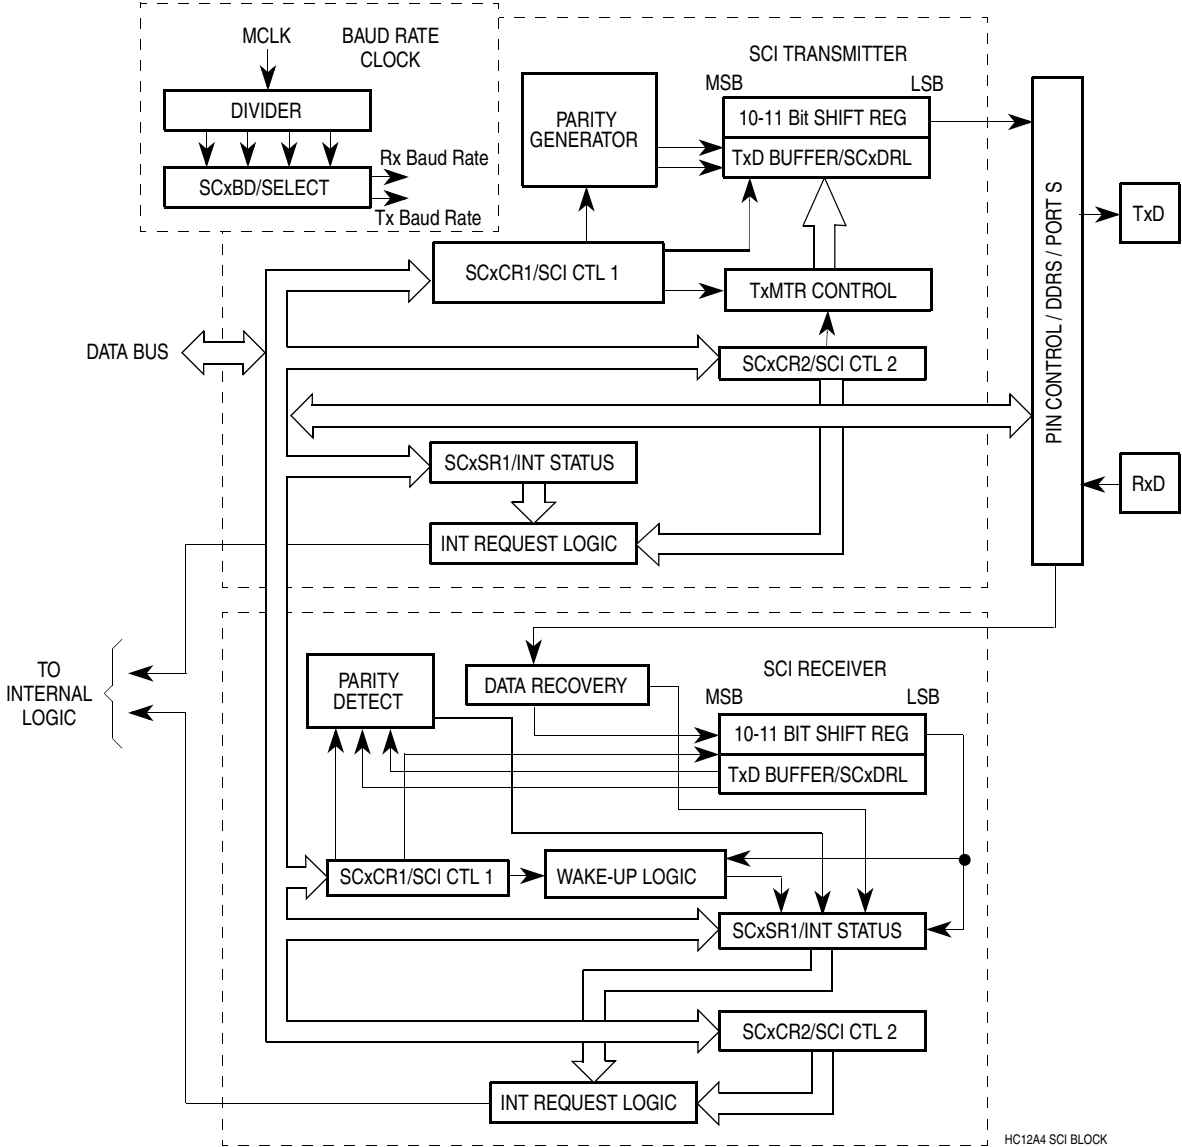 MCLK
BAUD RATE
CLOCK
DIVIDER
SCxBD/SELECT
Rx Baud Rate
Tx Baud Rate
SCI TRANSMITTER
MSB
LSB
PARITY
GENERATOR
10-11 Bit SHIFT REG
TxD BUFFER/SCxDRL
SCxCR1/SCI CTL 1
TxMTR CONTROL
DATA BUS
SCxCR2/SCI CTL 2
SCxSR1/INT STATUS
INT REQUEST LOGIC
PIN CONTROL / DDRS / PORT S
TxD
RxD
TO
INTERNAL
LOGIC
SCI RECEIVER
PARITY
DETECT
DATA RECOVERY
MSB
LSB
10-11 BIT SHIFT REG
TxD BUFFER/SCxDRL
SCxCR1/SCI CTL 1
WAKE-UP LOGIC
SCxSR1/INT STATUS
SCxCR2/SCI CTL 2
INT REQUEST LOGIC
HC12A4 SCI BLOCK